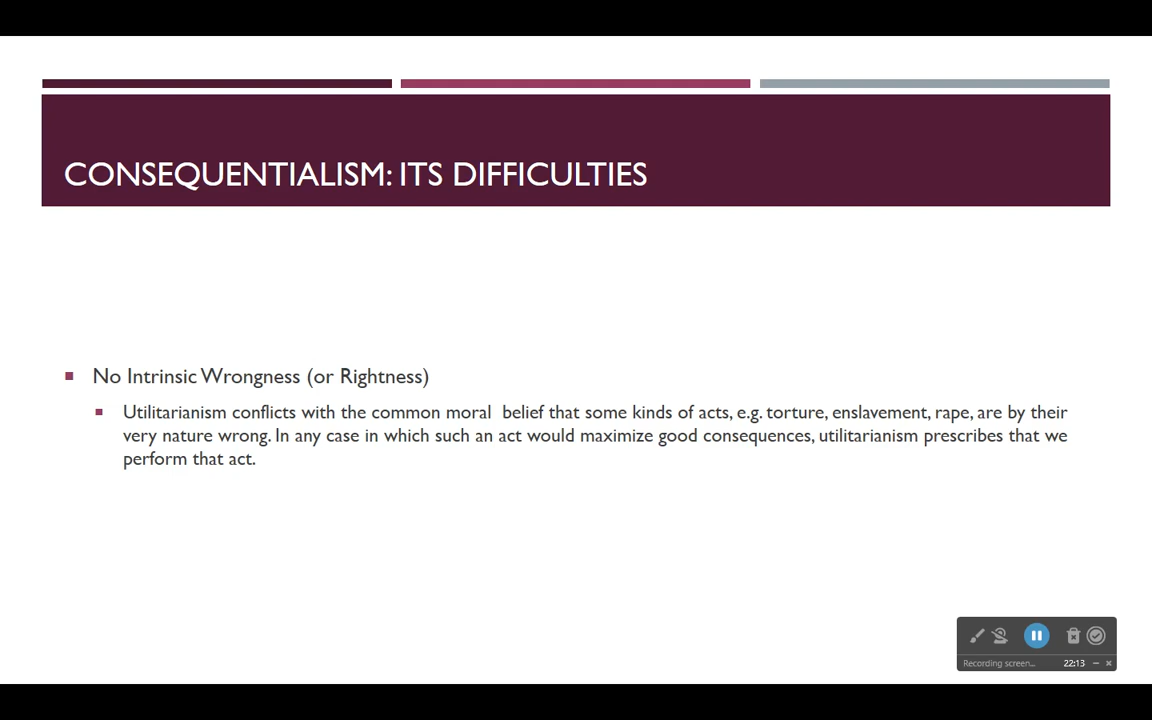 CONSEQUENTIALISM: ITS DIFFICULTIES
No Intrinsic Wrongness (or Rightness)
Utilitarianism conflicts with the common moral belief that some kinds of acts, e.g. torture, enslavement, rape, are by their
very nature wrong. In any case in which such an act would maximize good consequences, utilitarianism prescribes that we
perform that act.
Recording screen... 22:13